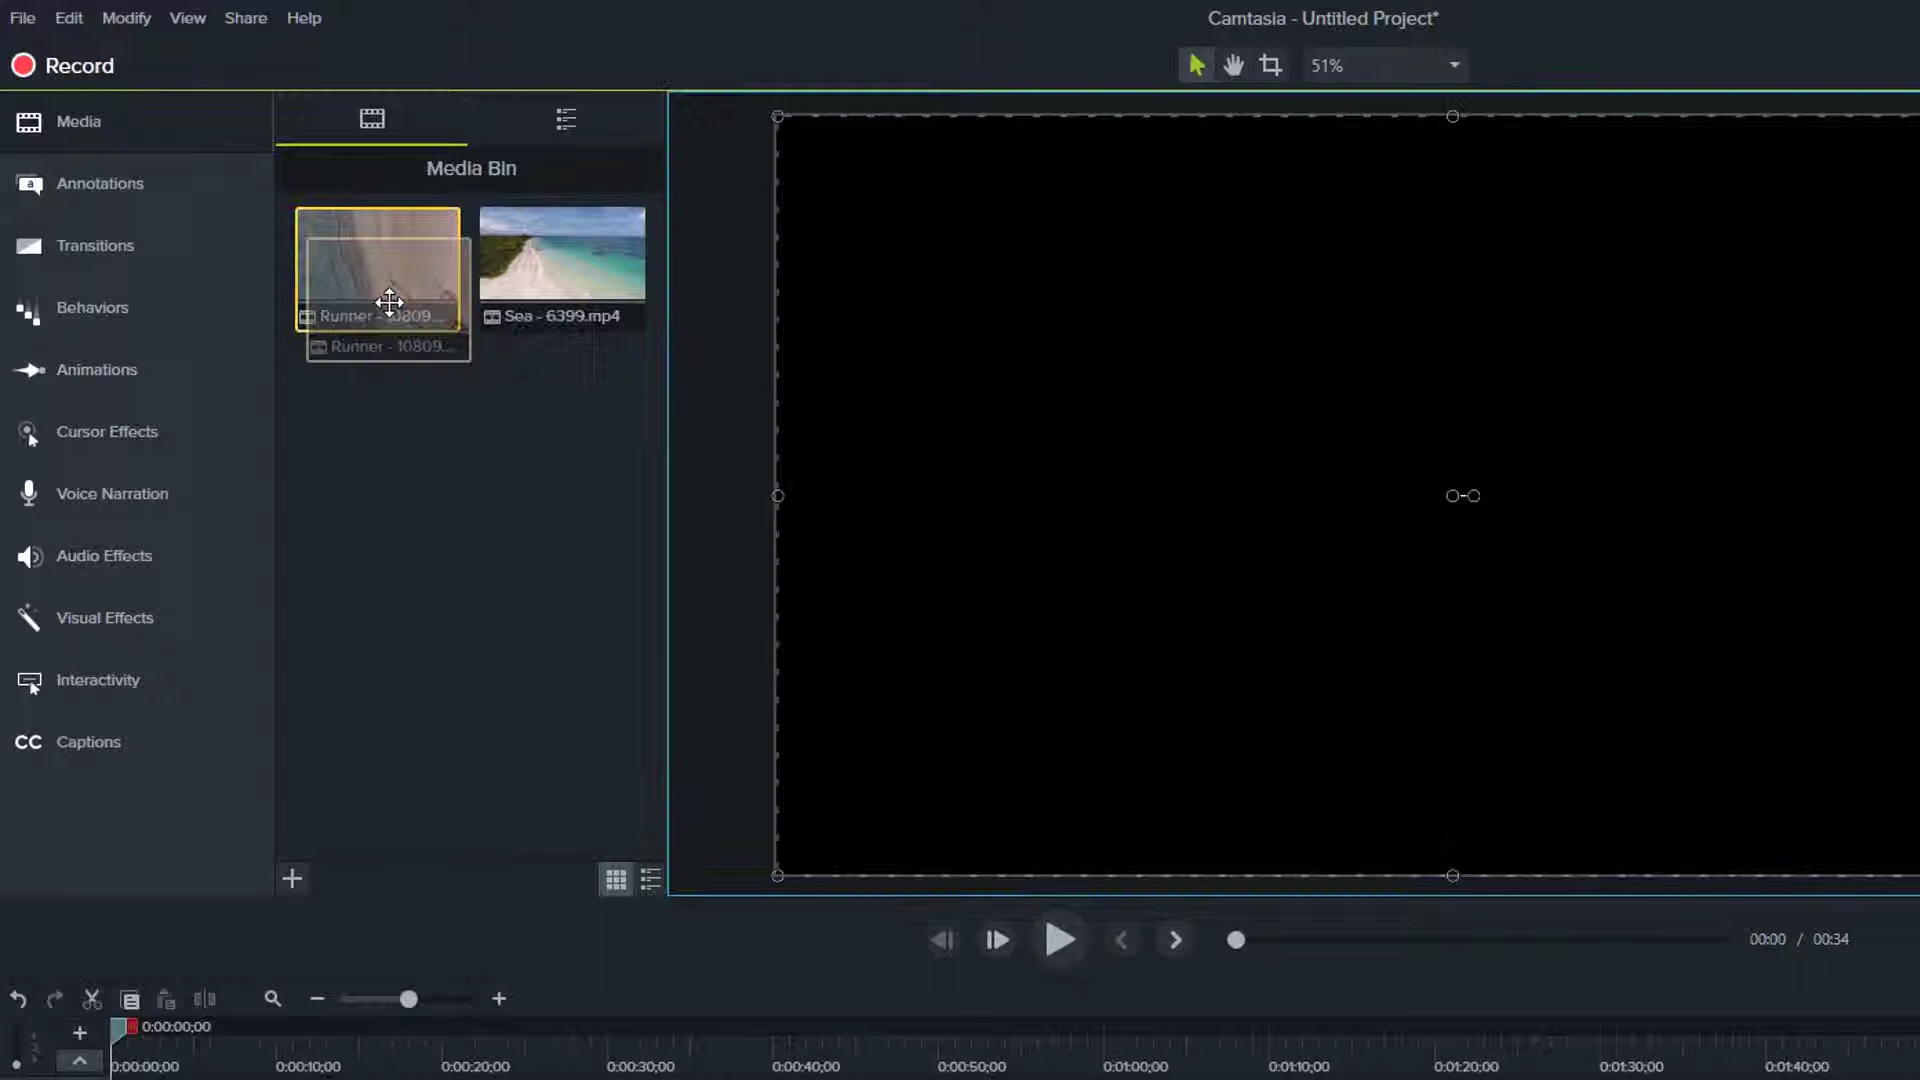 File Edit Modify View Share Help
Camtasia - Untitled Project*
Record
51%
Media
Annotations
Transitions
Behaviors
Animations
Cursor Effects
Voice Narration
Audio Effects
Visual Effects
Interactivity
CC Captions
Media Bin
Runner - 10809...
Sea - 6399.mp4
Runner - 10809...
00:00 / 00:34
0:00:00;00
0:00:00;00 0:00:10;00 0:00:20;00 0:00:30;00 0:00:40;00 0:00:50;00 0:01:00;00 0:01:10;00 0:01:20;00 0:01:30;00 0:01:40;00